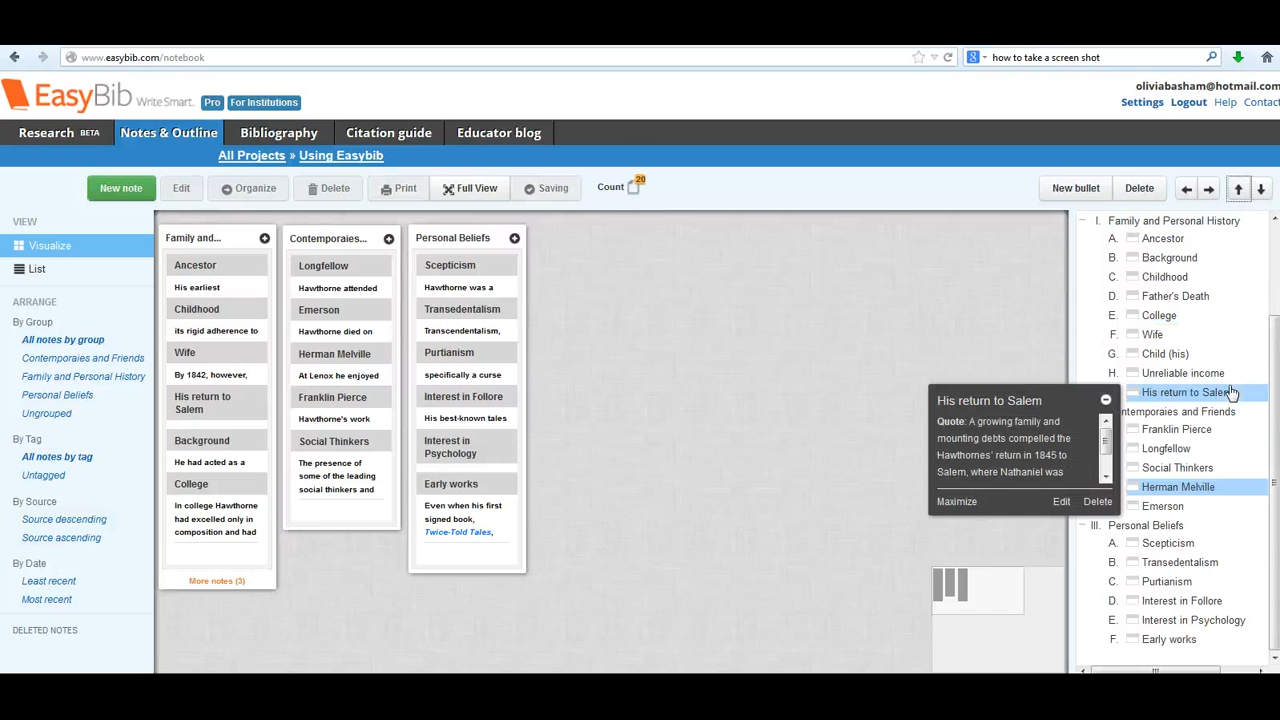 www.easybib.com/notebook
how to take a screen shot
EasyBib Write Smart. Pro For Institutions
oliviabasham@hotmail.com
Settings Logout Help Contact
Research BETA Notes & Outline Bibliography Citation guide Educator blog
All Projects » Using Easybib
New note Edit Organize Delete Print Full View Saving Count 20
New bullet Delete
VIEW
Visualize
List
ARRANGE
By Group
All notes by group
Contemporaies and Friends
Family and Personal History
Personal Beliefs
Ungrouped
By Tag
All notes by tag
Untagged
By Source
Source descending
Source ascending
By Date
Least recent
Most recent
DELETED NOTES
Family and...
Ancestor
His earliest
Childhood
its rigid adherence to
Wife
By 1842, however,
His return to
Salem
Background
He had acted as a
College
In college Hawthorne
had excelled only in
composition and had
More notes (3)
Contemporaies...
Longfellow
Hawthorne attended
Emerson
Hawthorne died on
Herman Melville
At Lenox he enjoyed
Franklin Pierce
Hawthorne's work
Social Thinkers
The presence of
some of the leading
social thinkers and
Personal Beliefs
Scepticism
Hawthorne was a
Transedentalism
Transcendentalism,
Purtianism
specifically a curse
Interest in Follore
His best-known tales
Interest in
Psychology
Early works
Even when his first
signed book,
Twice-Told Tales,
His return to Salem
Quote: A growing family and
mounting debts compelled the
Hawthornes' return in 1845 to
Salem, where Nathaniel was
Maximize Edit Delete
I. Family and Personal History
A. Ancestor
B. Background
C. Childhood
D. Father's Death
E. College
F. Wife
G. Child (his)
H. Unreliable income
His return to Salem
ntemporaies and Friends
Franklin Pierce
Longfellow
Social Thinkers
Herman Melville
Emerson
III. Personal Beliefs
A. Scepticism
B. Transedentalism
C. Purtianism
D. Interest in Follore
E. Interest in Psychology
F. Early works